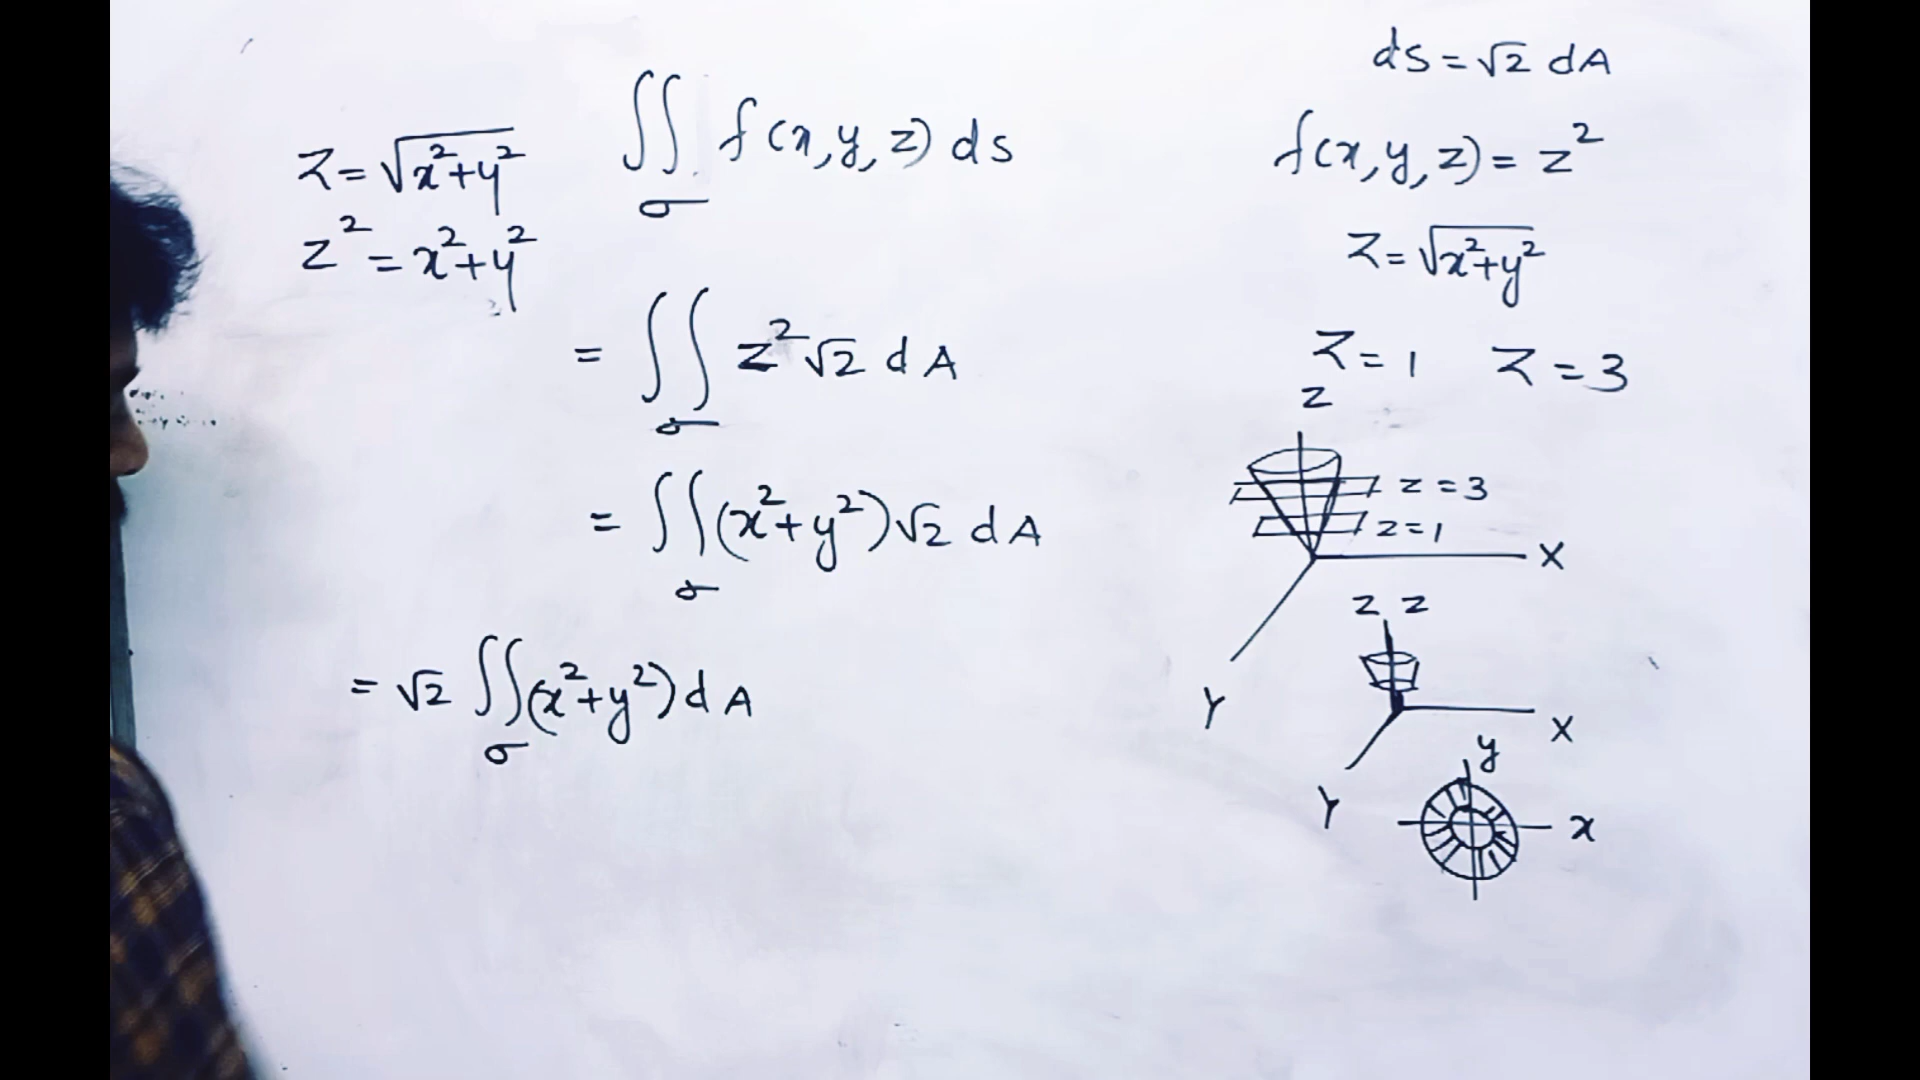 z = √x²+y²
z² = x²+y²
∬ f(x,y,z) ds
σ
= ∬ z²√2 dA
σ
= ∬(x²+y²)√2 dA
σ
= √2 ∬(x²+y²)dA
σ
ds = √2 dA
f(x,y,z) = z²
z = √x²+y²
z = 1 z = 3
z
z = 3
z = 1
X
Y
z z
X
Y
y
x